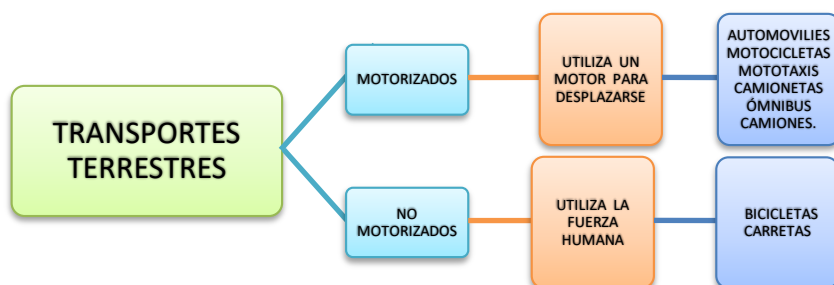 TRANSPORTES
TERRESTRES
MOTORIZADOS
UTILIZA UN
MOTOR PARA
DESPLAZARSE
AUTOMOVILIES
MOTOCICLETAS
MOTOTAXIS
CAMIONETAS
ÓMNIBUS
CAMIONES.
NO
MOTORIZADOS
UTILIZA LA
FUERZA
HUMANA
BICICLETAS
CARRETAS